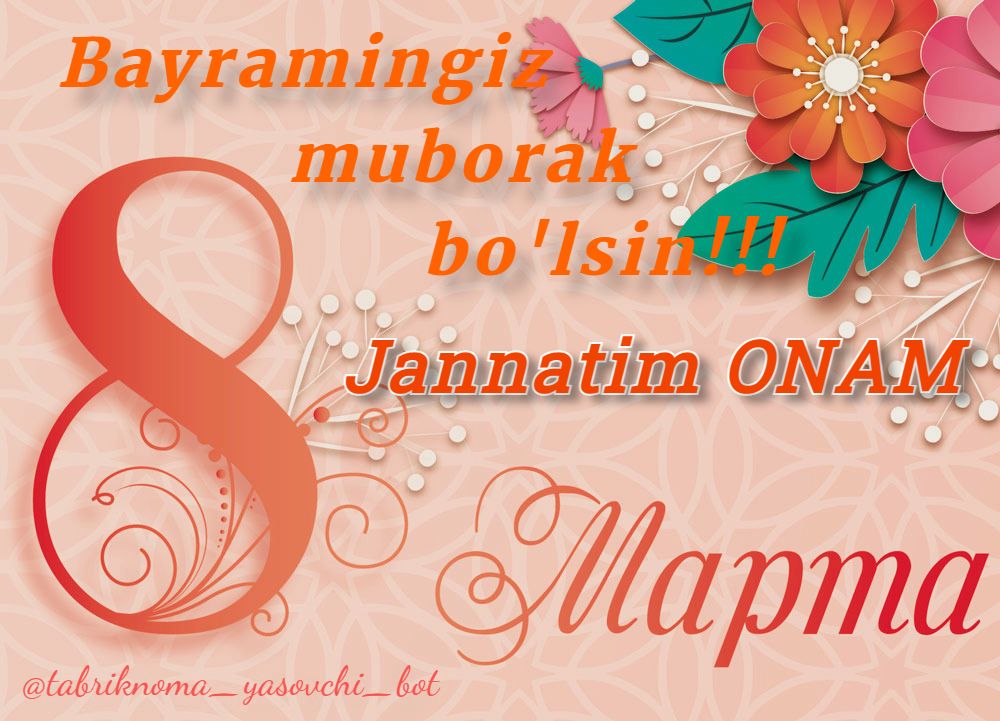 Bayramingiz
muborak
bo'lsin!!!
Jannatim ONAM
8
Марта
@tabriknoma_yasovchi_bot